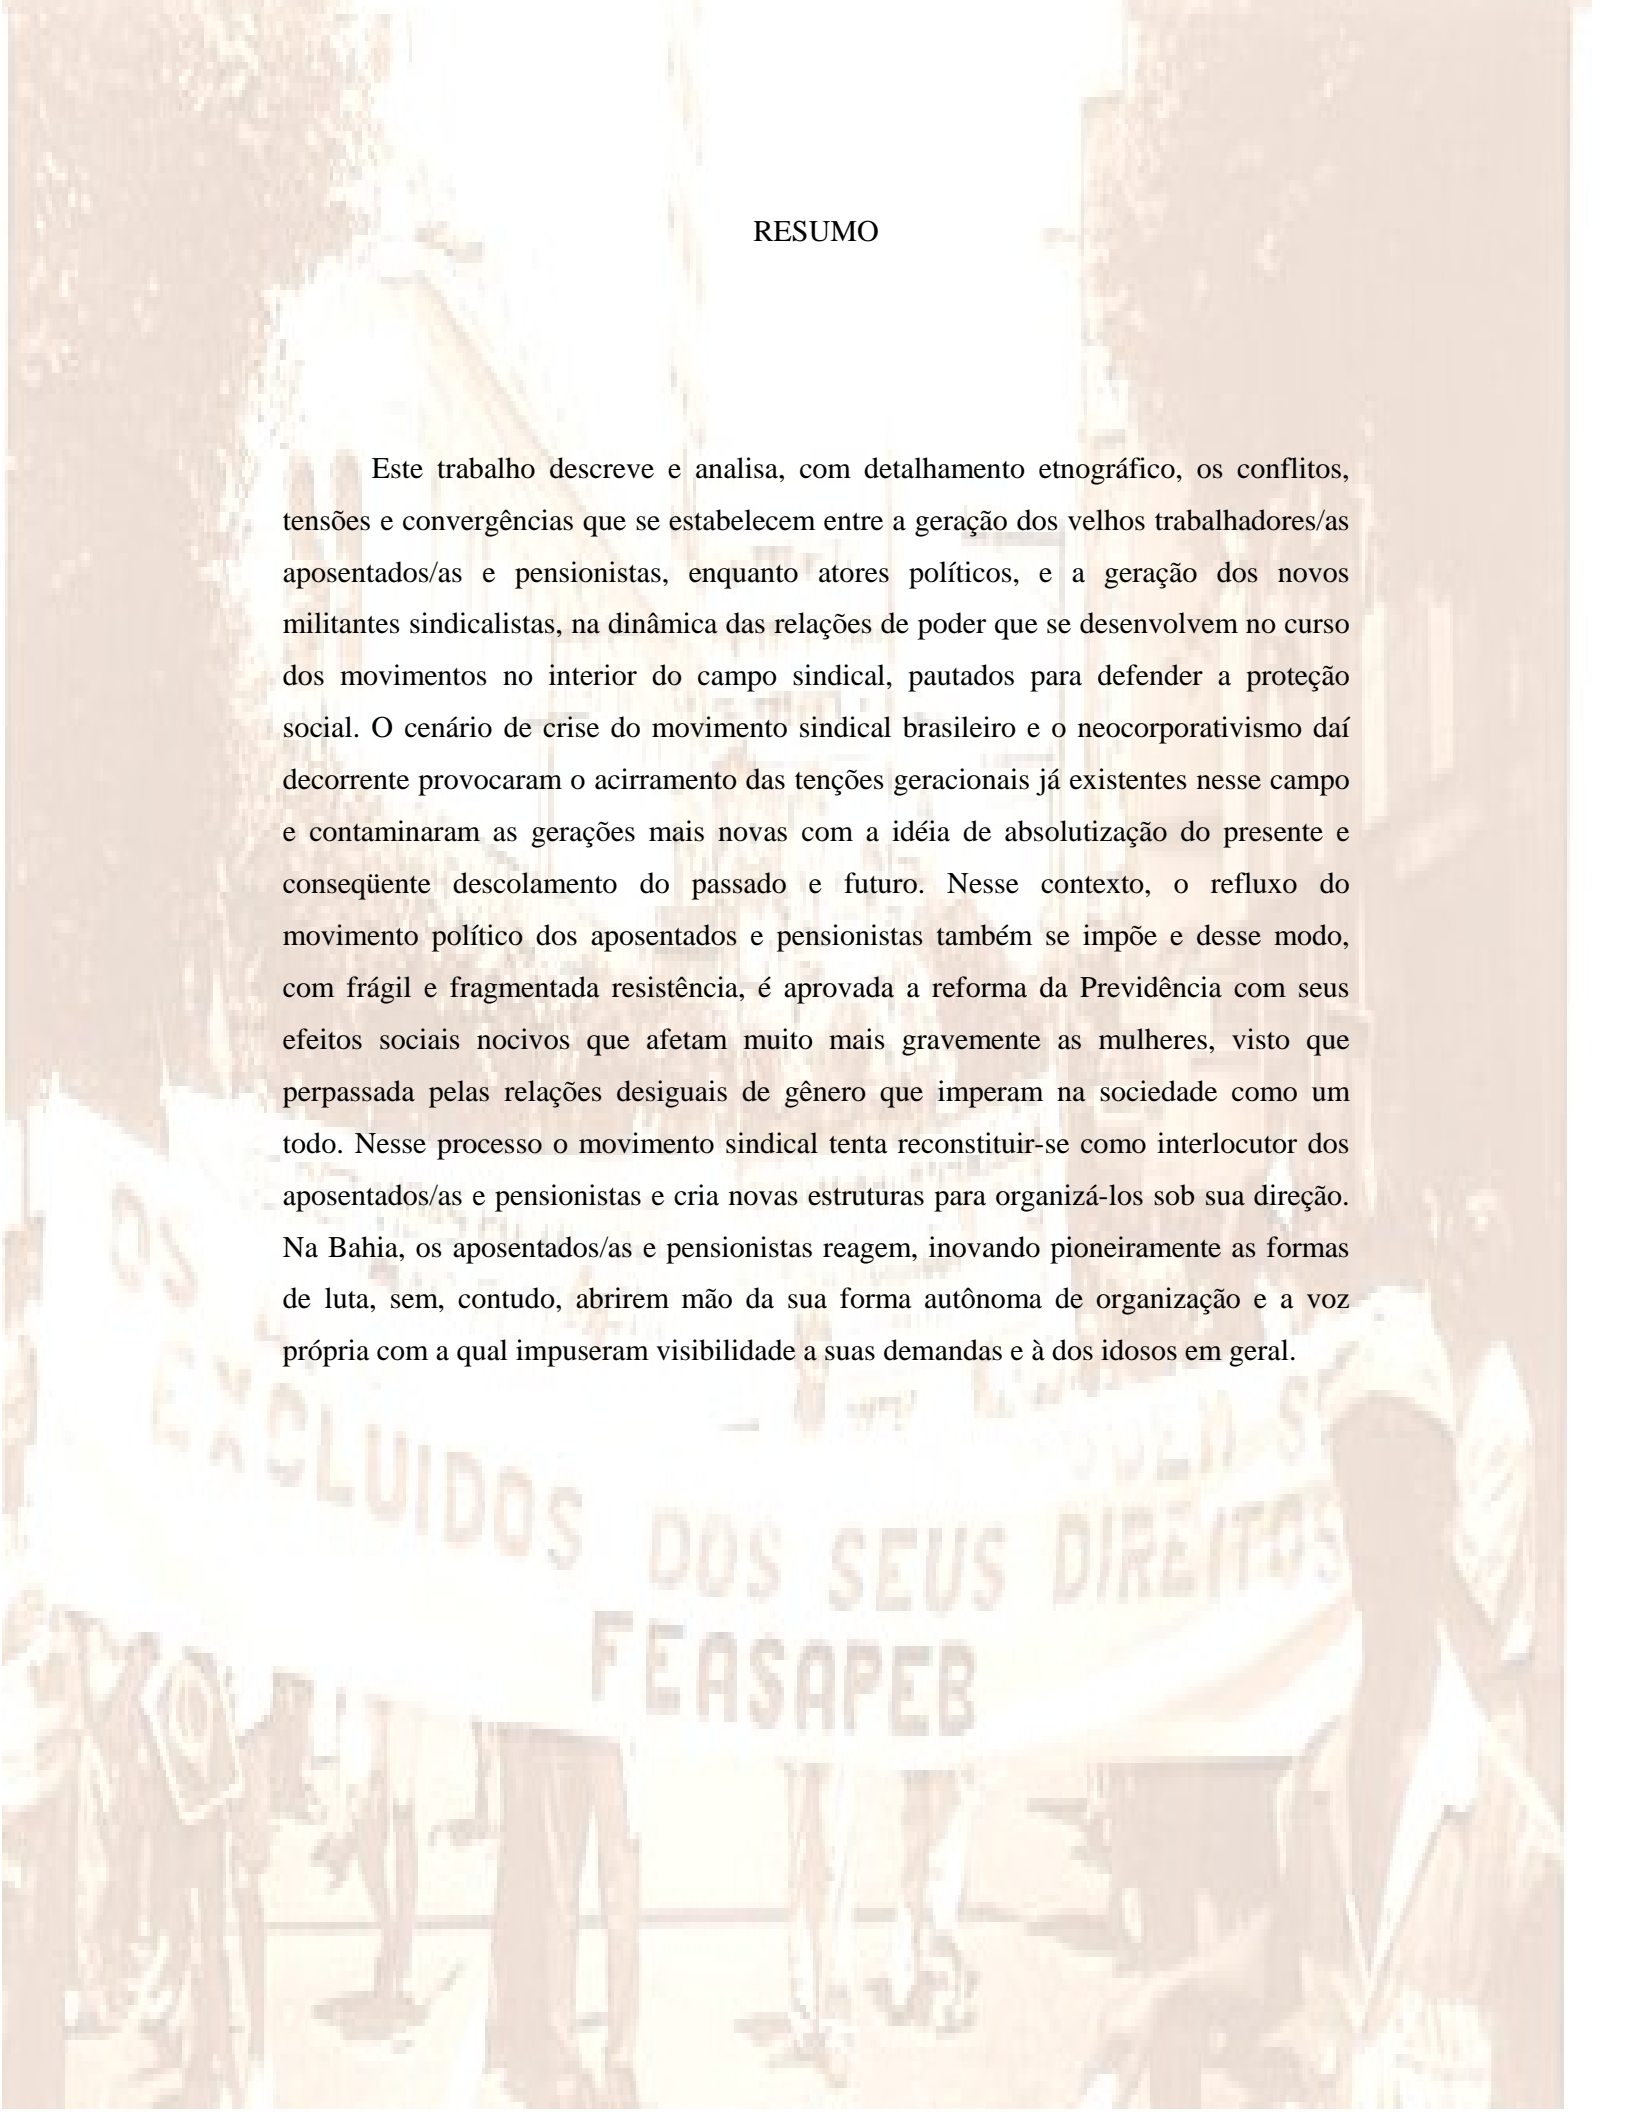 RESUMO
Este trabalho descreve e analisa, com detalhamento etnográfico, os conflitos,
tensões e convergências que se estabelecem entre a geração dos velhos trabalhadores/as
aposentados/as e pensionistas, enquanto atores políticos, e a geração dos novos
militantes sindicalistas, na dinâmica das relações de poder que se desenvolvem no curso
dos movimentos no interior do campo sindical, pautados para defender a proteção
social. O cenário de crise do movimento sindical brasileiro e o neocorporativismo daí
decorrente provocaram o acirramento das tenções geracionais já existentes nesse campo
e contaminaram as gerações mais novas com a idéia de absolutização do presente e
conseqüente descolamento do passado e futuro. Nesse contexto, o refluxo do
movimento político dos aposentados e pensionistas também se impõe e desse modo,
com frágil e fragmentada resistência, é aprovada a reforma da Previdência com seus
efeitos sociais nocivos que afetam muito mais gravemente as mulheres, visto que
perpassada pelas relações desiguais de gênero que imperam na sociedade como um
todo. Nesse processo o movimento sindical tenta reconstituir-se como interlocutor dos
aposentados/as e pensionistas e cria novas estruturas para organizá-los sob sua direção.
Na Bahia, os aposentados/as e pensionistas reagem, inovando pioneiramente as formas
de luta, sem, contudo, abrirem mão da sua forma autônoma de organização e a voz
própria com a qual impuseram visibilidade a suas demandas e à dos idosos em geral.
OS
EXCLUIDOS DOS SEUS DIREITOS
FEASAPEB